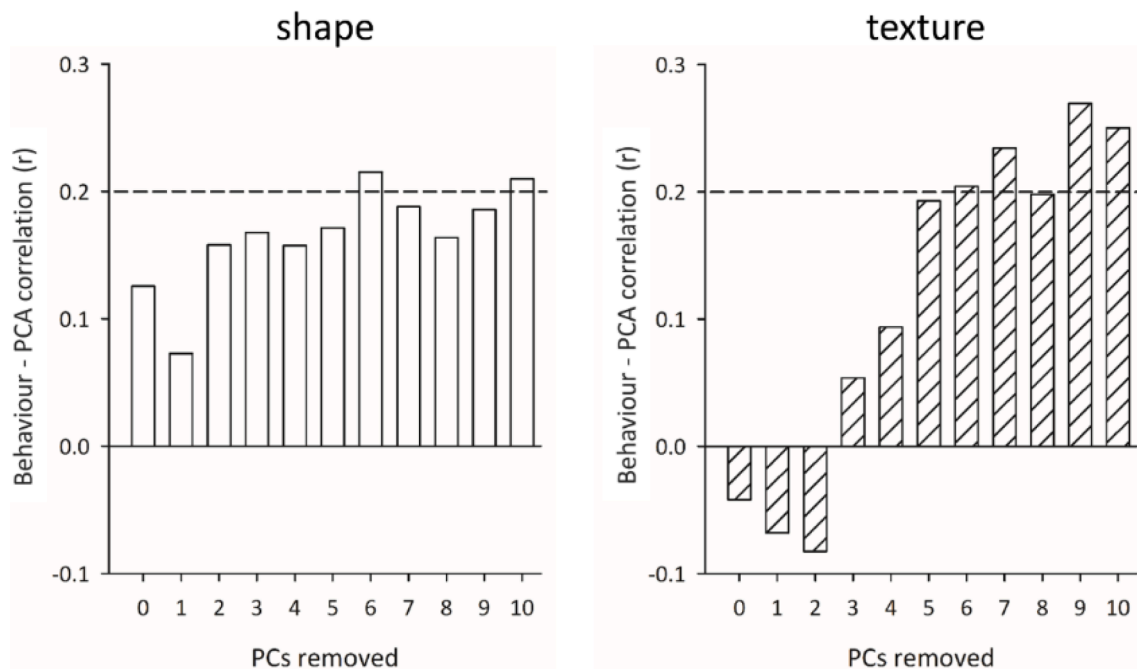 shape
0.3
0.2
0.1
0.0
-0.1
Behaviour - PCA correlation (r)
0 1 2 3 4 5 6 7 8 9 10
PCs removed
texture
0.3
0.2
0.1
0.0
-0.1
Behaviour - PCA correlation (r)
0 1 2 3 4 5 6 7 8 9 10
PCs removed